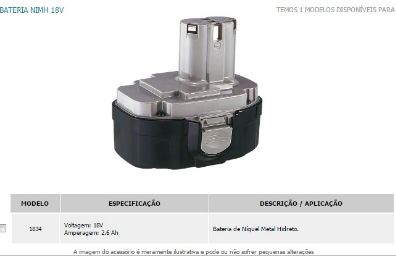 BATERIA NIMH 18V
TEMOS 1 MODELOS DISPONÍVEIS PARA
MODELO ESPECIFICAÇÃO DESCRIÇÃO / APLICAÇÃO
1834 Voltagem: 18V Bateria de Níquel Metal Hidreto.
Amperagem: 2.6 Ah
A imagem do acessório é meramente ilustrativa e pode ou não sofrer pequenas alterações